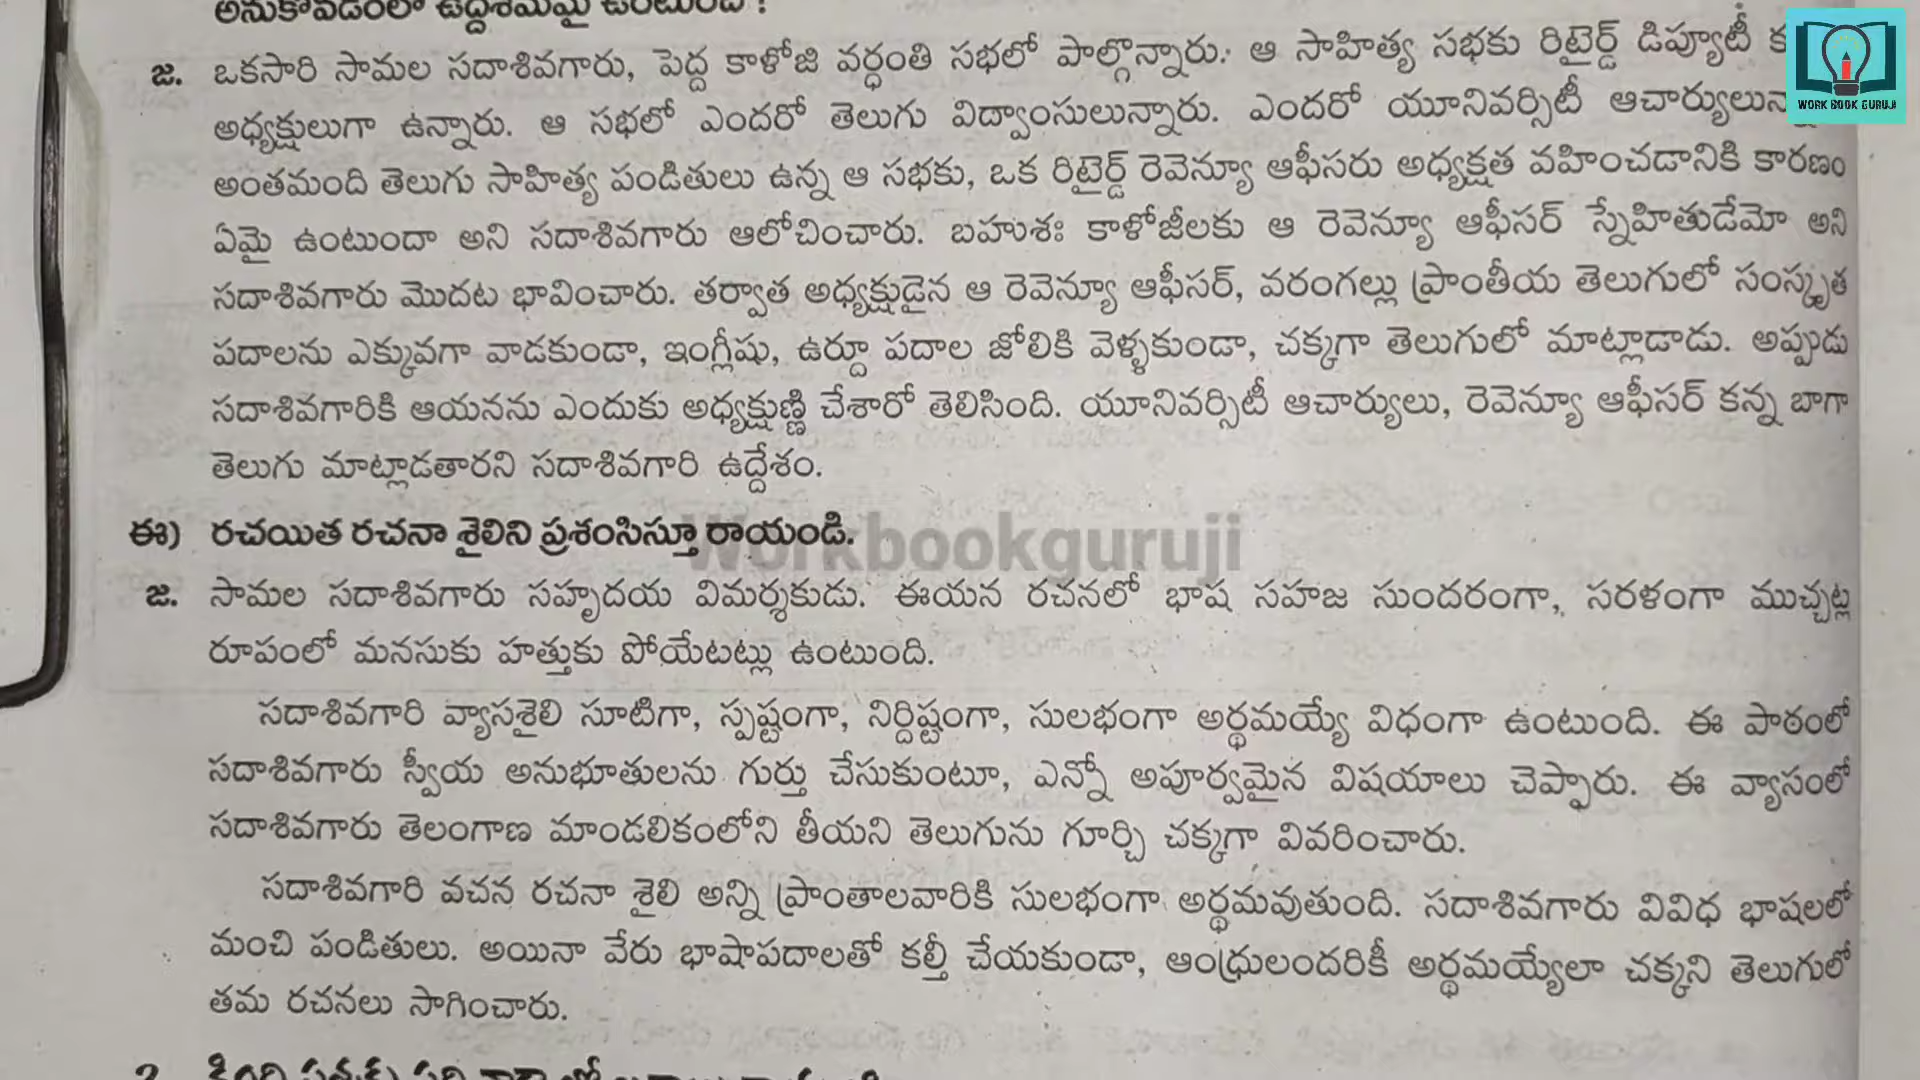 అనుకోవడంలో ఉద్దేశమేమై ఉంటుంది ?
జ. ఒకసారి సామల సదాశివగారు, పెద్ద కాళోజి వర్ధంతి సభలో పాల్గొన్నారు. ఆ సాహిత్య సభకు రిటైర్డ్ డిప్యూటీ
అధ్యక్షులుగా ఉన్నారు. ఆ సభలో ఎందరో తెలుగు విద్వాంసులున్నారు. ఎందరో యూనివర్సిటీ
అంతమంది తెలుగు సాహిత్య పండితులు ఉన్న ఆ సభకు, ఒక రిటైర్డ్ రెవెన్యూ ఆఫీసరు అధ్యక్షత వహించడానికి కారణం
ఏమై ఉంటుందా అని సదాశివగారు ఆలోచించారు. బహుశః కాళోజీలకు ఆ రెవెన్యూ ఆఫీసర్ స్నేహితుడేమో అని
సదాశివగారు మొదట భావించారు. తర్వాత అధ్యక్షుడైన ఆ రెవెన్యూ ఆఫీసర్, వరంగల్లు ప్రాంతీయ తెలుగులో సంస్కృత
పదాలను ఎక్కువగా వాడకుండా, ఇంగ్లీషు, ఉర్దూ పదాల జోలికి వెళ్ళకుండా, చక్కగా తెలుగులో మాట్లాడాడు. అప్పుడు
సదాశివగారికి ఆయనను ఎందుకు అధ్యక్షుణ్ణి చేశారో తెలిసింది. యూనివర్సిటీ ఆచార్యులు, రెవెన్యూ ఆఫీసర్ కన్న బాగా
తెలుగు మాట్లాడతారని సదాశివగారి ఉద్దేశం.
ఈ) రచయిత రచనా శైలిని ప్రశంసిస్తూ రాయండి.
జ. సామల సదాశివగారు సహృదయ విమర్శకుడు. ఈయన రచనలో భాష సహజ సుందరంగా, సరళంగా ముచ్చట్ల
రూపంలో మనసుకు హత్తుకు పోయేటట్లు ఉంటుంది.
సదాశివగారి వ్యాసశైలి సూటిగా, స్పష్టంగా, నిర్దిష్టంగా, సులభంగా అర్థమయ్యే విధంగా ఉంటుంది. ఈ పాఠంలో
సదాశివగారు స్వీయ అనుభూతులను గుర్తు చేసుకుంటూ, ఎన్నో అపూర్వమైన విషయాలు చెప్పారు. ఈ వ్యాసంలో
సదాశివగారు తెలంగాణ మాండలికంలోని తీయని తెలుగును గూర్చి చక్కగా వివరించారు.
సదాశివగారి వచన రచనా శైలి అన్ని ప్రాంతాలవారికి సులభంగా అర్థమవుతుంది. సదాశివగారు వివిధ భాషలలో
మంచి పండితులు. అయినా వేరు భాషాపదాలతో కల్తీ చేయకుండా, ఆంధ్రులందరికీ అర్థమయ్యేలా చక్కని తెలుగులో
తమ రచనలు సాగించారు.
WORK BOOK GURUJI
Workbookguruji